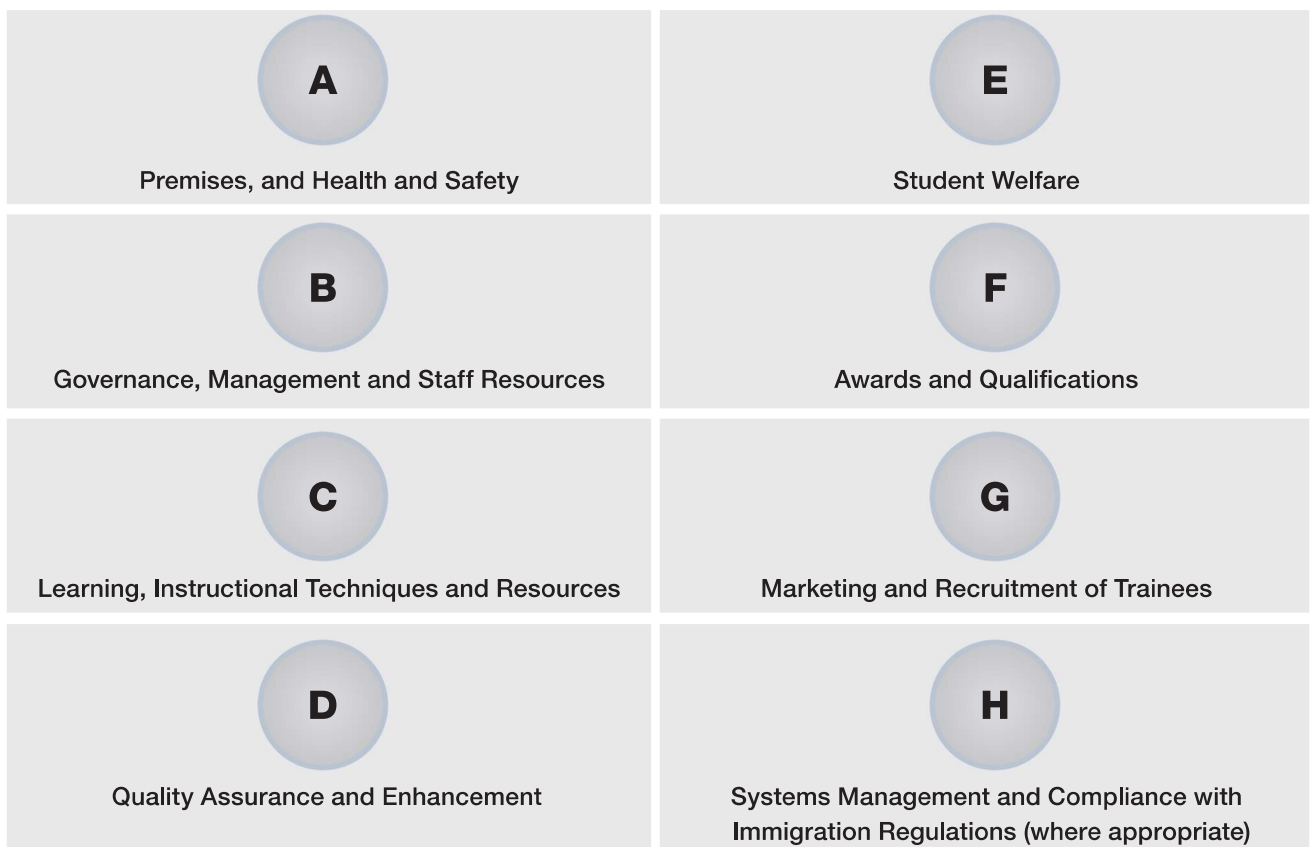 A
Premises, and Health and Safety
B
Governance, Management and Staff Resources
C
Learning, Instructional Techniques and Resources
D
Quality Assurance and Enhancement
E
Student Welfare
F
Awards and Qualifications
G
Marketing and Recruitment of Trainees
H
Systems Management and Compliance with
Immigration Regulations (where appropriate)